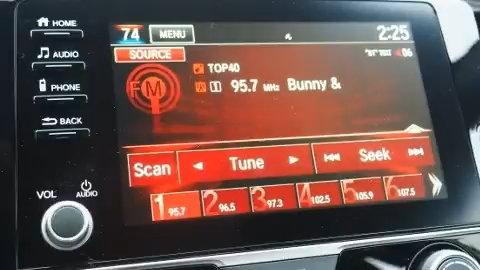 HOME
74 MENU 2:25
SOURCE 06
AUDIO
TOP40
FM
1 95.7 MHz Bunny &
PHONE
BACK
Scan Tune Seek
VOL AUDIO
1 95.7 2 96.5 3 97.3 4 102.5 5 105.9 6 107.5